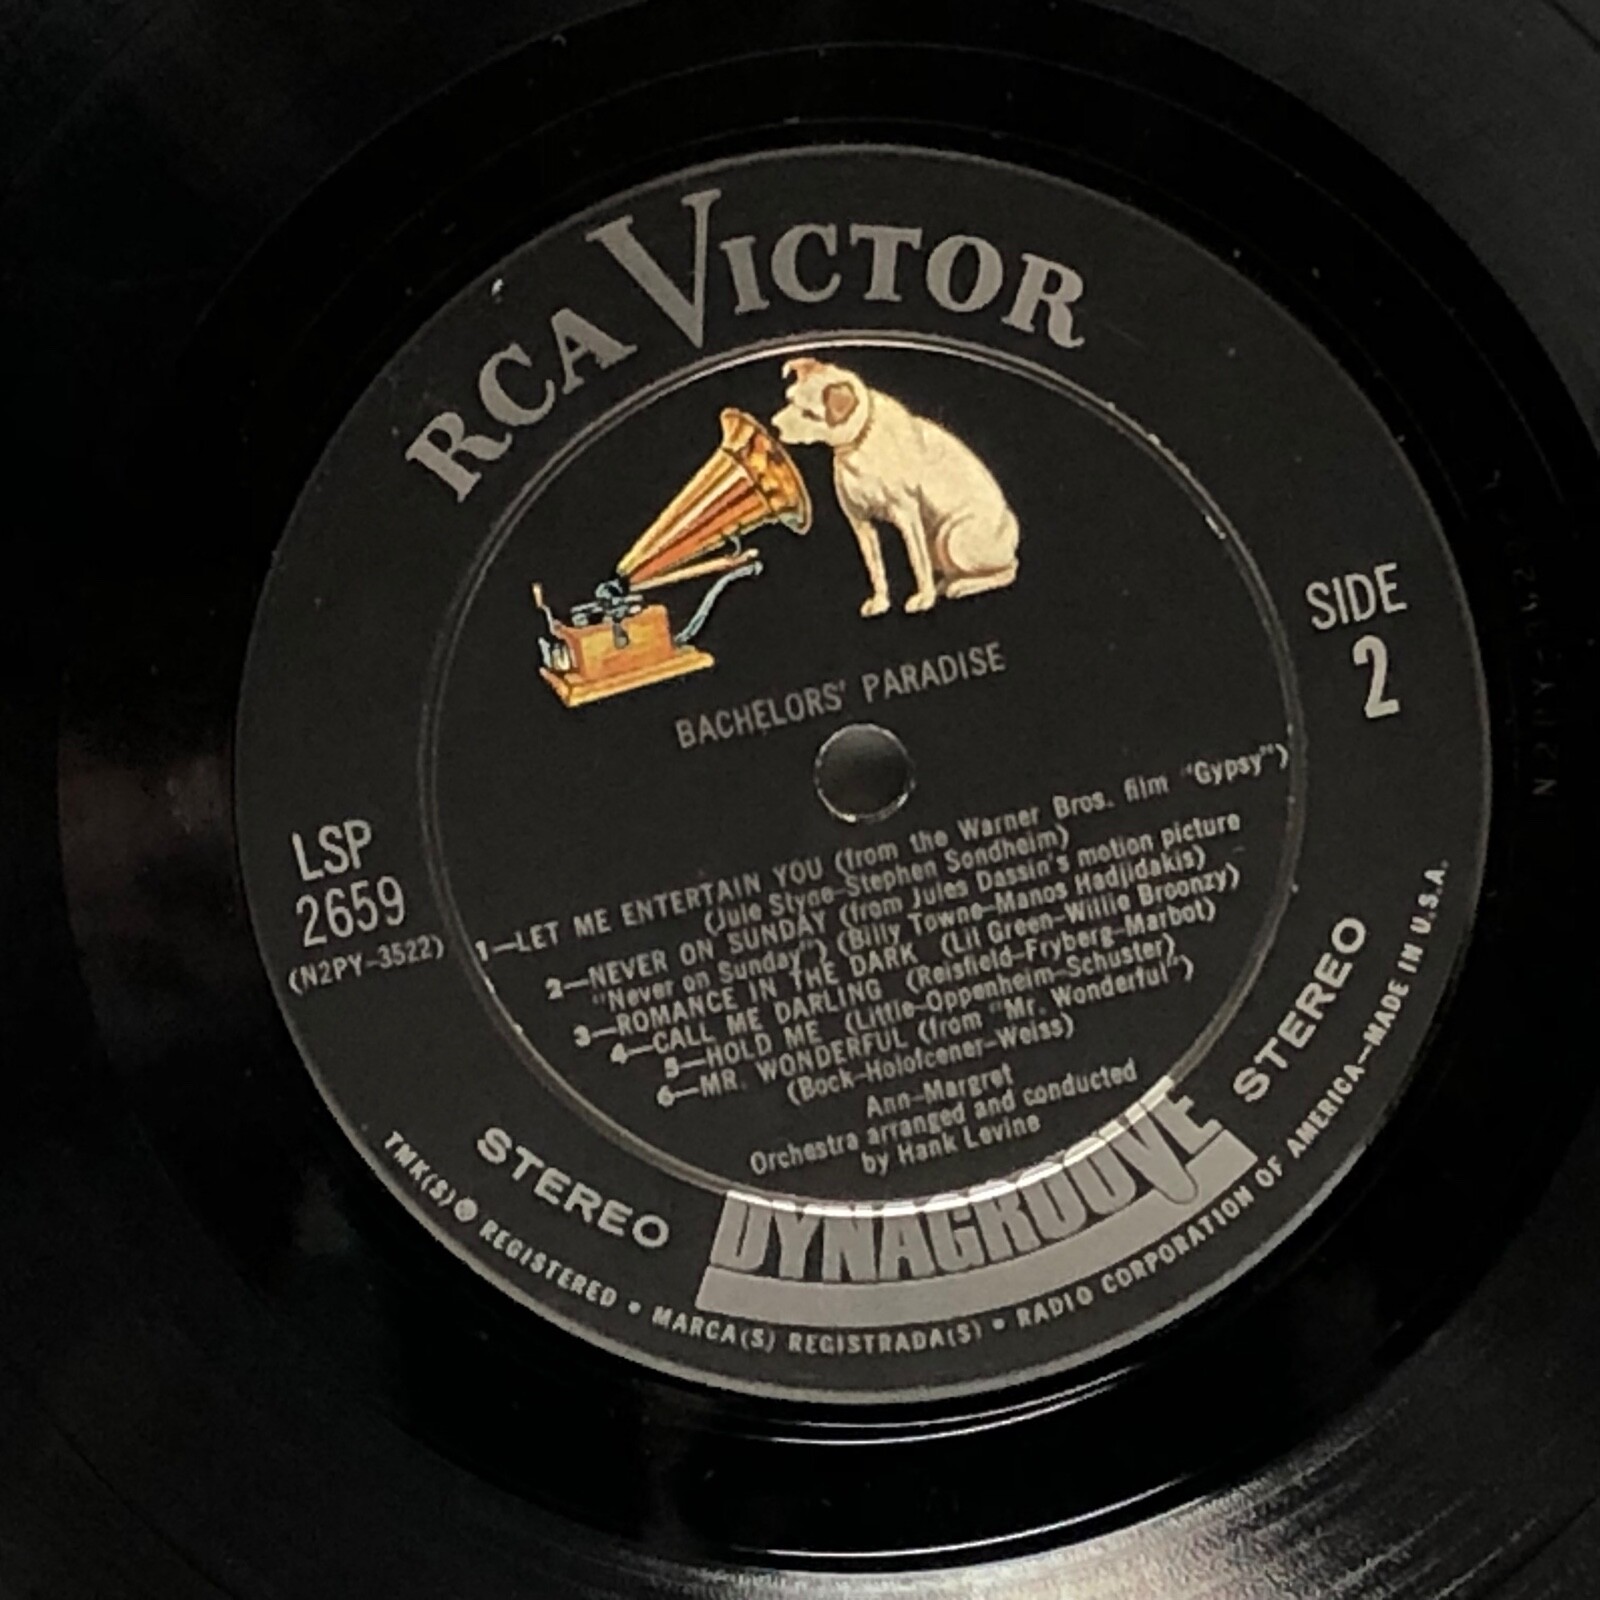 RCA VICTOR
SIDE
2
BACHELORS' PARADISE
LSP
2659
(N2PY-3522)
1—LET ME ENTERTAIN YOU (from the Warner Bros. film "Gypsy")
(Jule Styne-Stephen Sondheim)
2—NEVER ON SUNDAY (from Jules Dassin's motion picture
"Never on Sunday") (Billy Towne-Manos Hadjidakis)
3—ROMANCE IN THE DARK (Lil Green-Willie Broonzy)
4—CALL ME DARLING (Reisfield-Fryberg-Marbot)
5—HOLD ME (Little-Oppenheim-Schuster)
6—MR. WONDERFUL (from "Mr. Wonderful")
(Bock-Holofcener-Weiss)
Ann-Margret
Orchestra arranged and conducted
by Hank Levine
STEREO
DYNAGROOVE
STEREO
TMK(S) ® REGISTERED • MARCA(S) REGISTRADA(S) • RADIO CORPORATION OF AMERICA—MADE IN U.S.A.